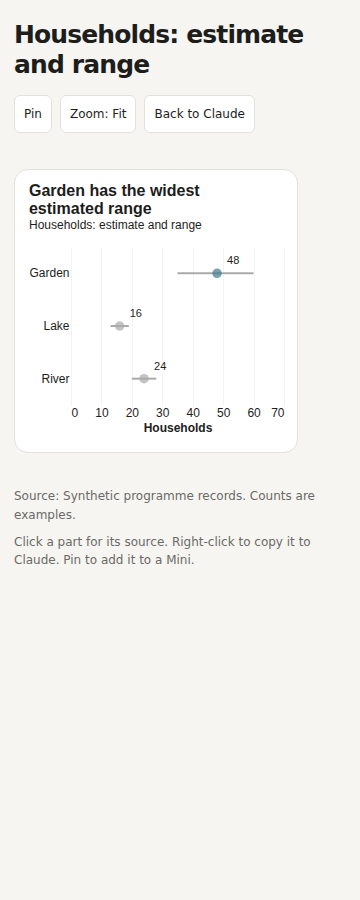 Households: estimate
and range
Pin
Zoom: Fit
Back to Claude
Garden has the widest
estimated range
Households: estimate and range
Garden
48
Lake
16
River
24
0 10 20 30 40 50 60 70
Households
Source: Synthetic programme records. Counts are
examples.
Click a part for its source. Right-click to copy it to
Claude. Pin to add it to a Mini.